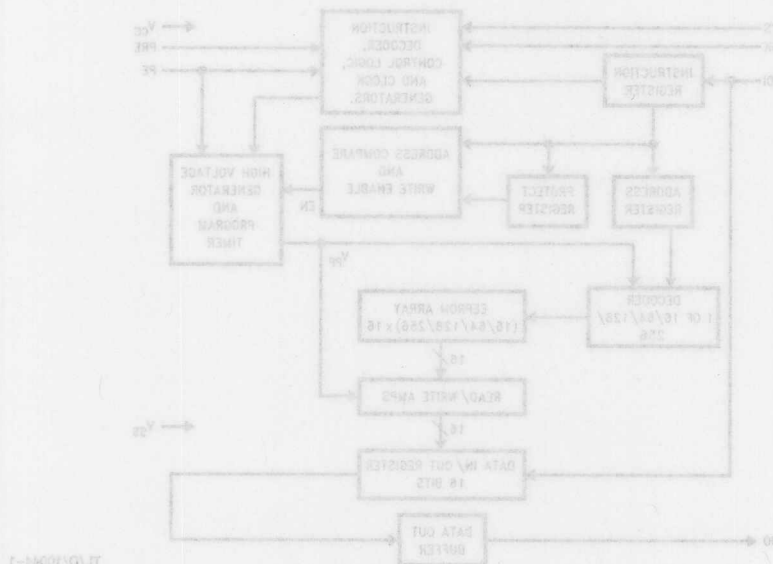 VCC
PRE
PE
INSTRUCTION
DECODER,
CONTROL LOGIC,
AND CLOCK
GENERATORS.
INSTRUCTION
REGISTER
HIGH VOLTAGE
GENERATOR
AND
PROGRAM
TIMER
EN
ADDRESS COMPARE
AND
WRITE ENABLE
PROTECT
REGISTER
ADDRESS
REGISTER
VPP
EEPROM ARRAY
(16/64/128/256) x 16
DECODER
1 OF 16/64/128/
256
16
READ/WRITE AMPS
16
VSS
DATA IN/OUT REGISTER
16 BITS
DATA OUT
BUFFER